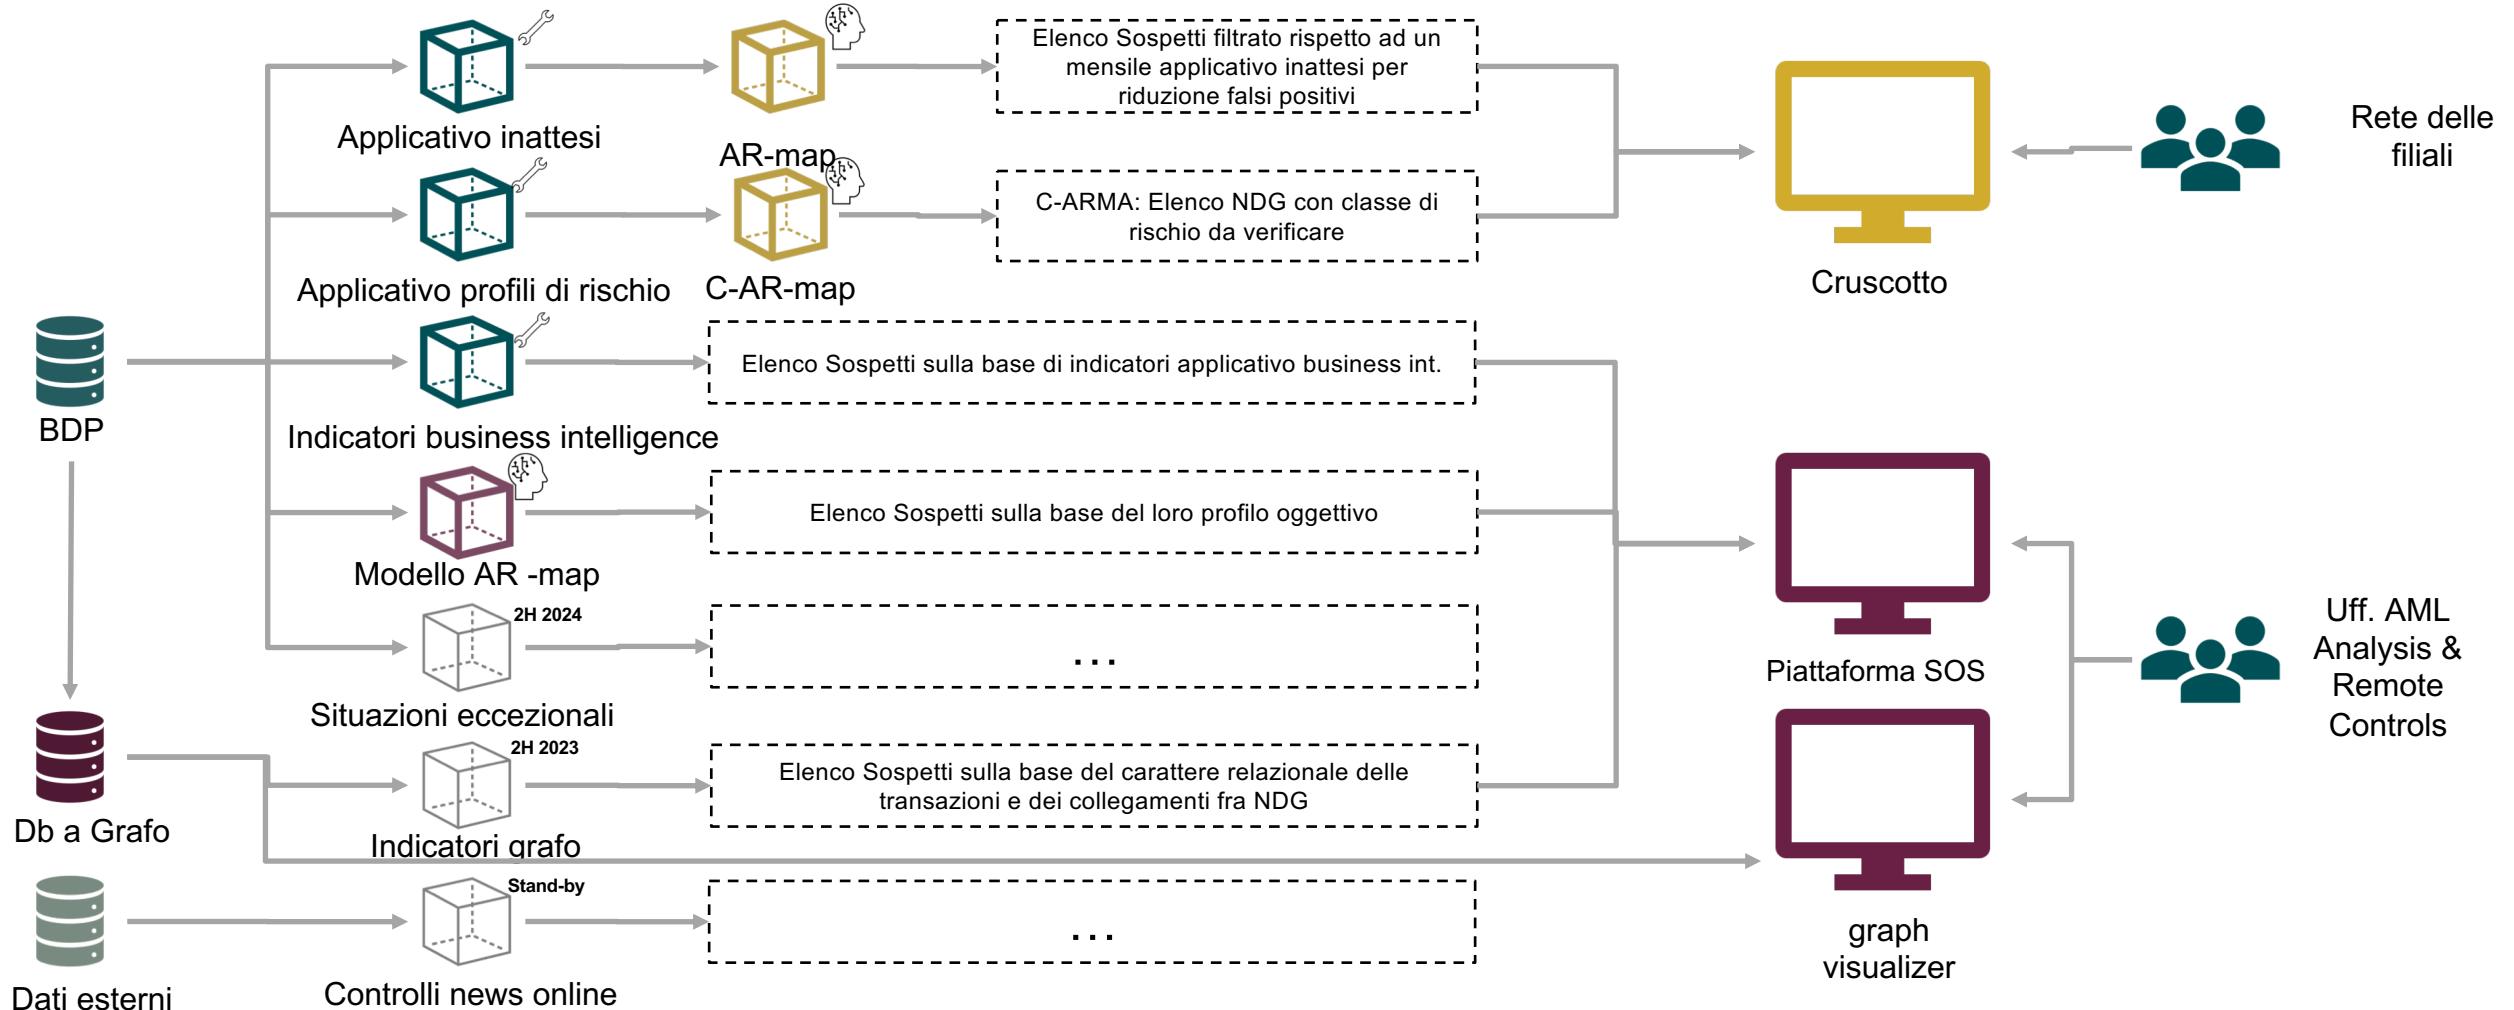 Elenco Sospetti filtrato rispetto ad un
mensile applicativo inattesi per
riduzione falsi positivi
Applicativo inattesi
AR-map
Rete delle
filiali
C-ARMA: Elenco NDG con classe di
rischio da verificare
Applicativo profili di rischio
C-AR-map
Cruscotto
BDP
Elenco Sospetti sulla base di indicatori applicativo business int.
Indicatori business intelligence
Elenco Sospetti sulla base del loro profilo oggettivo
Modello AR -map
2H 2024
...
Situazioni eccezionali
Piattaforma SOS
Uff. AML
Analysis &
Remote
Controls
2H 2023
Elenco Sospetti sulla base del carattere relazionale delle
transazioni e dei collegamenti fra NDG
Db a Grafo
Indicatori grafo
Stand-by
...
graph
visualizer
Dati esterni
Controlli news online